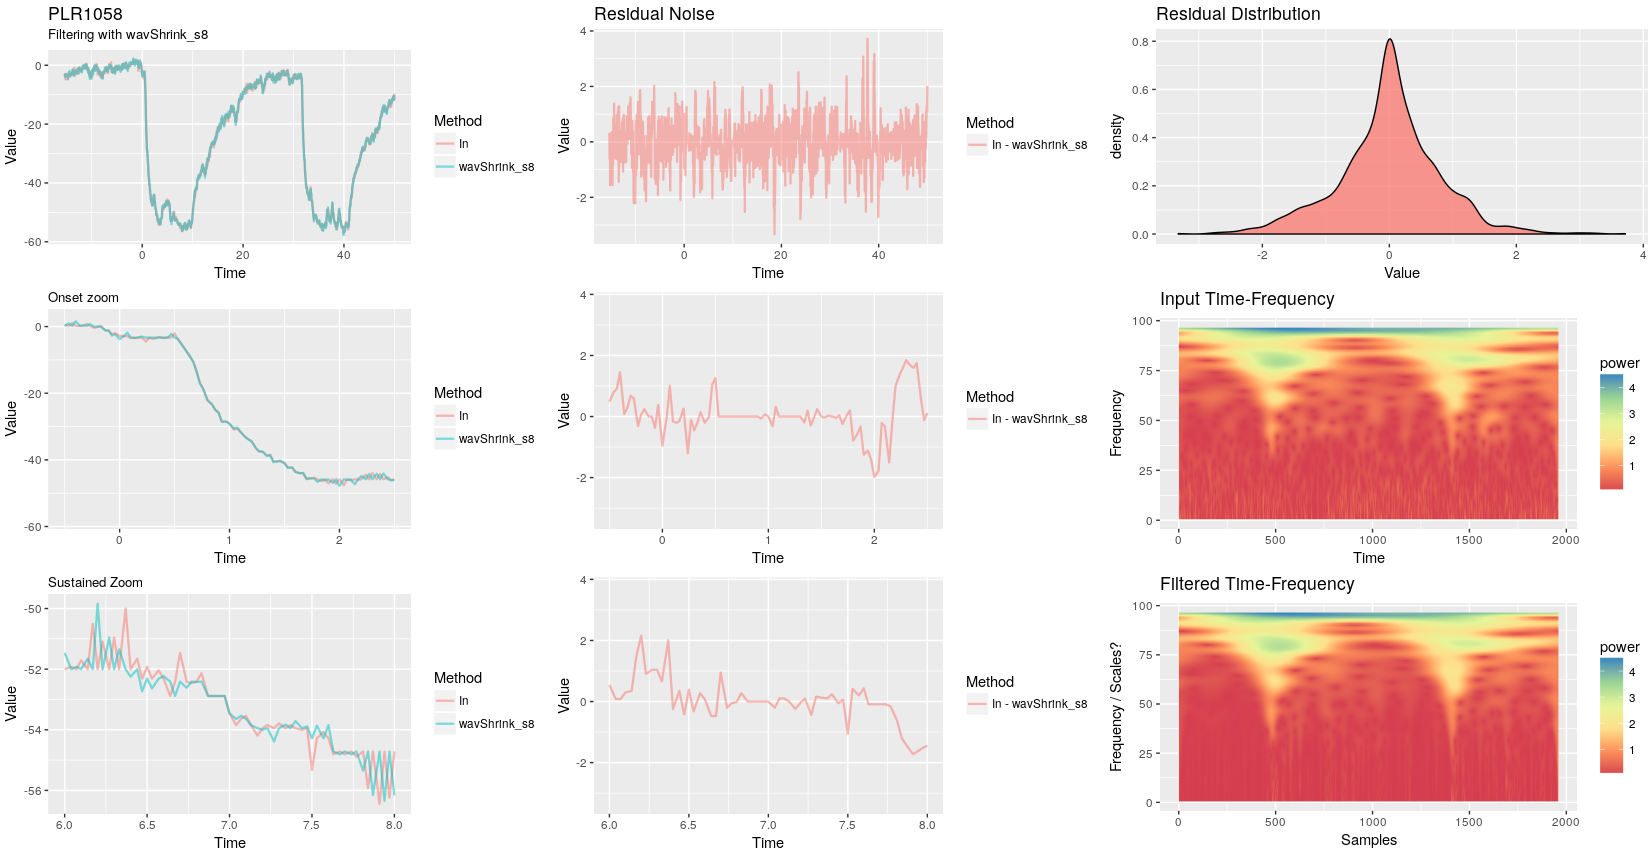 PLR1058
Filtering with wavShrink_s8
0
-20
-40
-60
Value
0
20
40
Time
Method
In
wavShrink_s8
Residual Noise
4
2
0
-2
Value
0
20
40
Time
Method
In - wavShrink_s8
Residual Distribution
0.8
0.6
0.4
0.2
0.0
density
-2
0
2
4
Value
Onset zoom
0
-20
-40
-60
Value
0
1
2
Time
Method
In
wavShrink_s8
4
2
0
-2
Value
0
1
2
Time
Method
In - wavShrink_s8
Input Time-Frequency
100
75
50
25
0
Frequency
0
500
1000
1500
2000
Time
power
4
3
2
1
Sustained Zoom
-50
-52
-54
-56
Value
6.0
6.5
7.0
7.5
8.0
Time
Method
In
wavShrink_s8
4
2
0
-2
Value
6.0
6.5
7.0
7.5
8.0
Time
Method
In - wavShrink_s8
Filtered Time-Frequency
100
75
50
25
0
Frequency / Scales?
0
500
1000
1500
2000
Samples
power
4
3
2
1